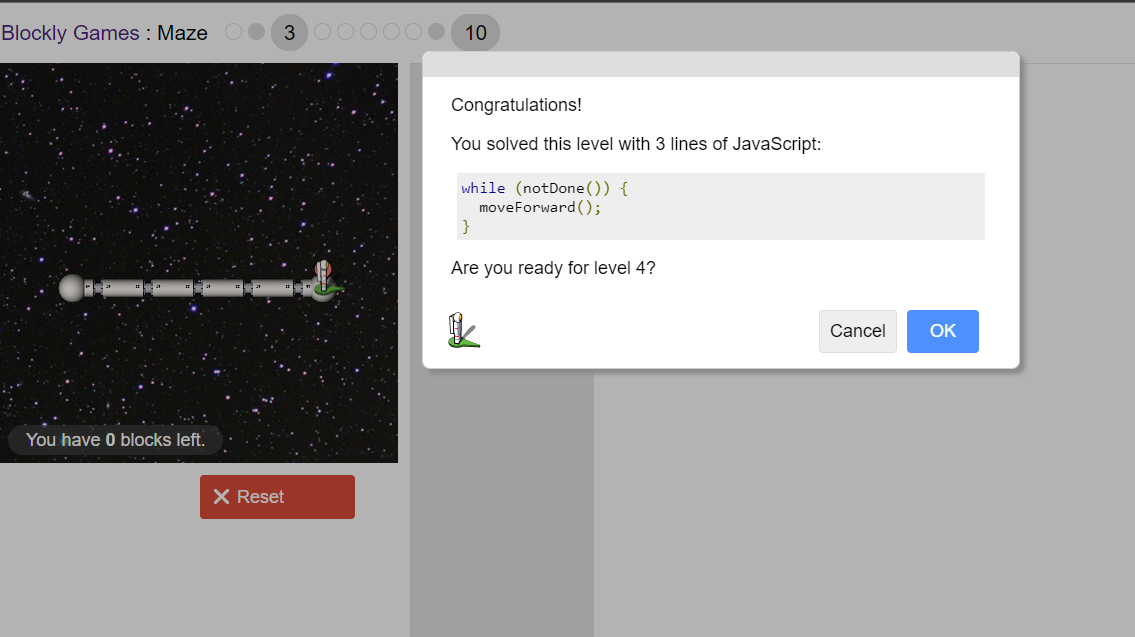 Blockly Games : Maze 3 10
Congratulations!
You solved this level with 3 lines of JavaScript:
while (notDone()) {
  moveForward();
}
Are you ready for level 4?
Cancel OK
You have 0 blocks left.
Reset